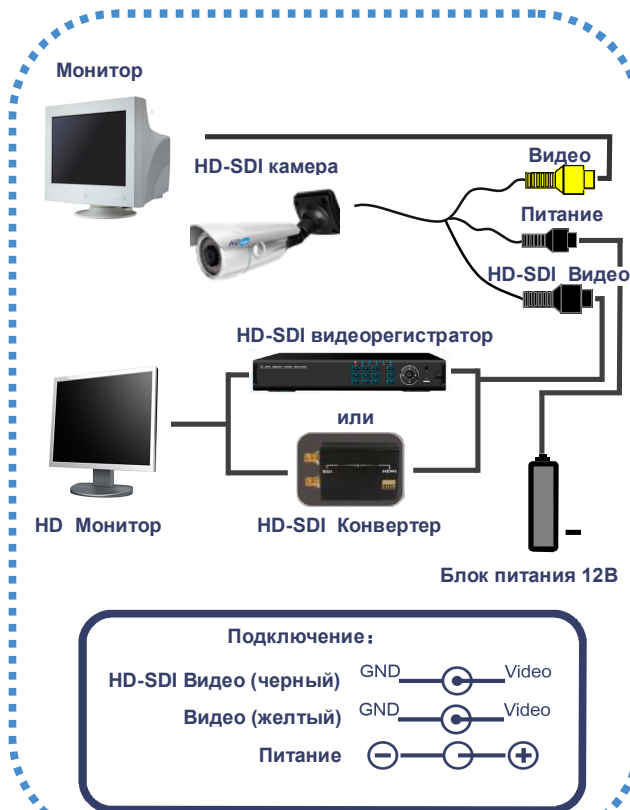 Монитор
HD-SDI камера
Видео
Питание
HD-SDI Видео
HD-SDI видеорегистратор
или
HD Монитор
HD-SDI Конвертер
Блок питания 12В
Подключение：
HD-SDI Видео (черный) GND Video
Видео (желтый) GND Video
Питание − +